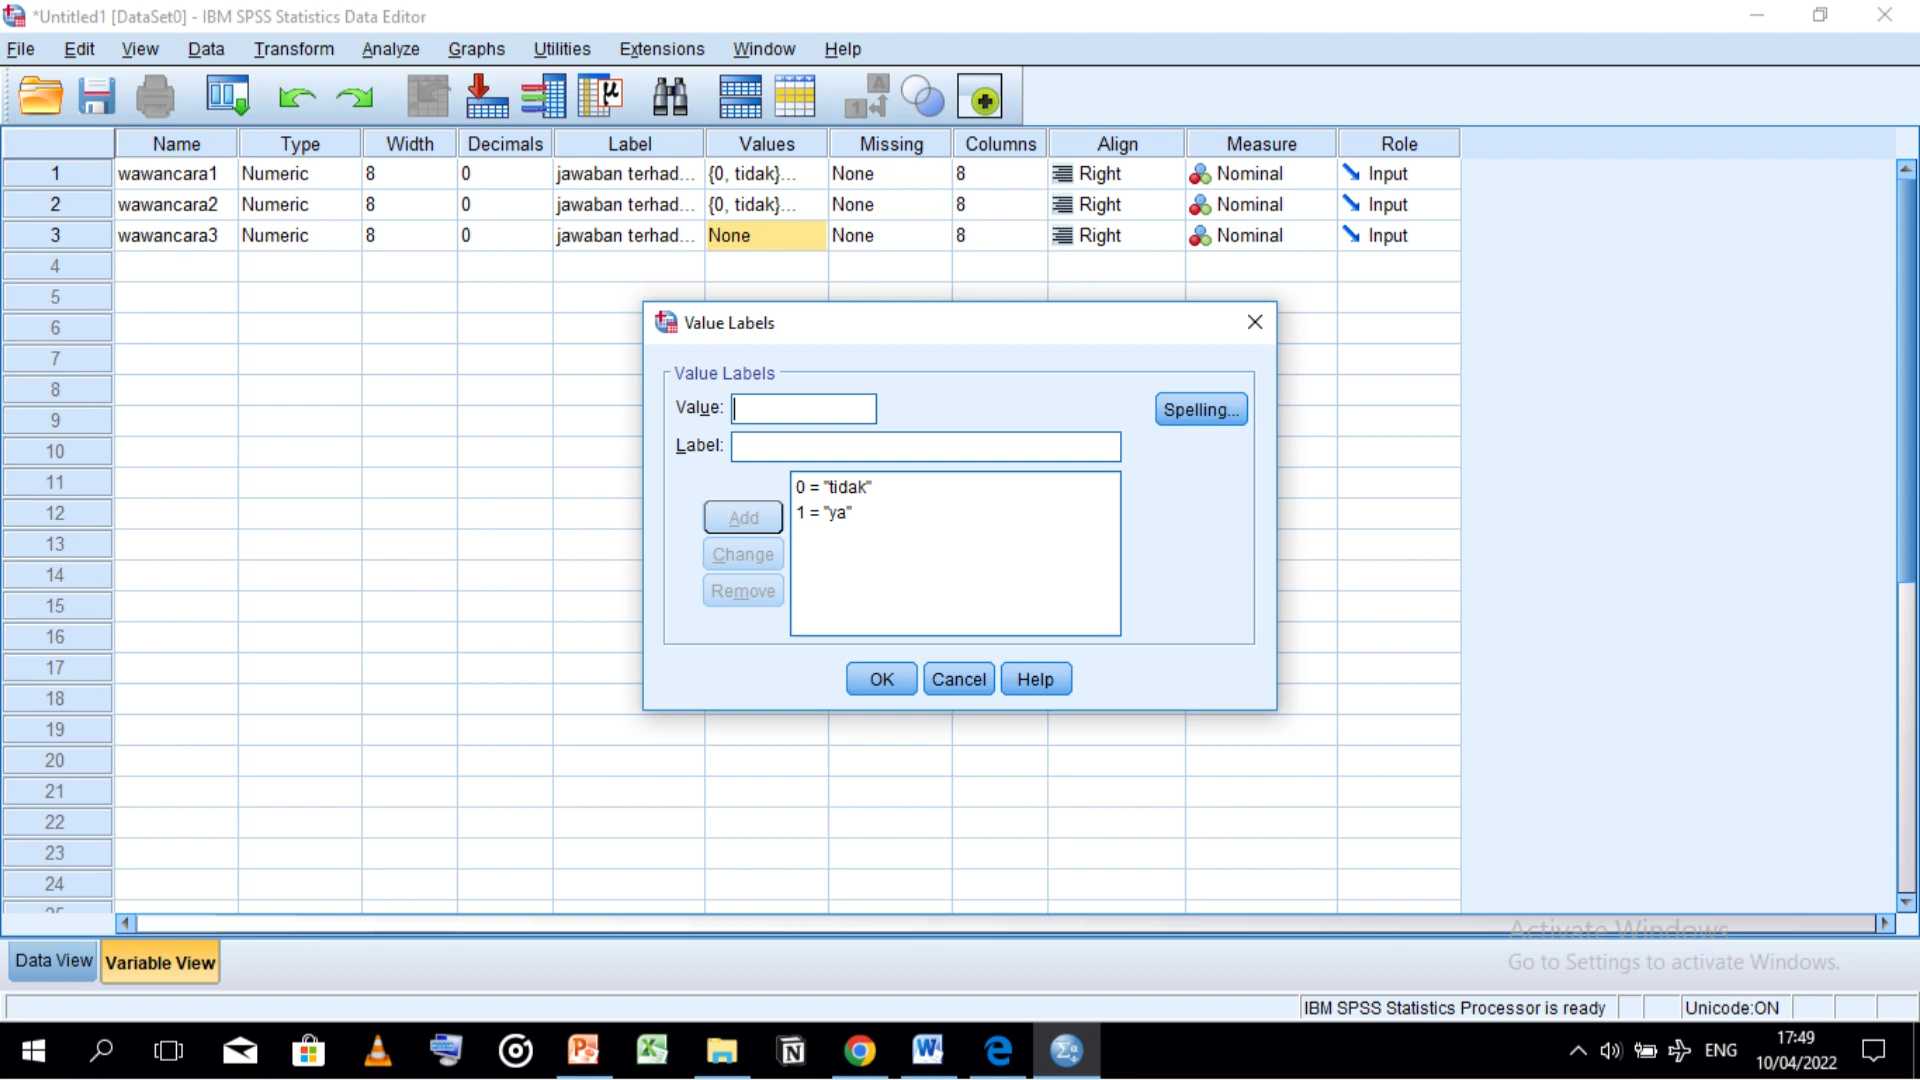 *Untitled1 [DataSet0] - IBM SPSS Statistics Data Editor
File Edit View Data Transform Analyze Graphs Utilities Extensions Window Help
Name Type Width Decimals Label Values Missing Columns Align Measure Role
1 wawancara1 Numeric 8 0 jawaban terhad... {0, tidak}... None 8 Right Nominal Input
2 wawancara2 Numeric 8 0 jawaban terhad... {0, tidak}... None 8 Right Nominal Input
3 wawancara3 Numeric 8 0 jawaban terhad... None None 8 Right Nominal Input
4
5
6
7
8
9
10
11
12
13
14
15
16
17
18
19
20
21
22
23
24
Value Labels
Value Labels
Value:
Spelling...
Label:
0 = "tidak"
1 = "ya"
Add
Change
Remove
OK Cancel Help
Activate Windows
Go to Settings to activate Windows.
Data View Variable View
IBM SPSS Statistics Processor is ready Unicode:ON
ENG
17:49
10/04/2022